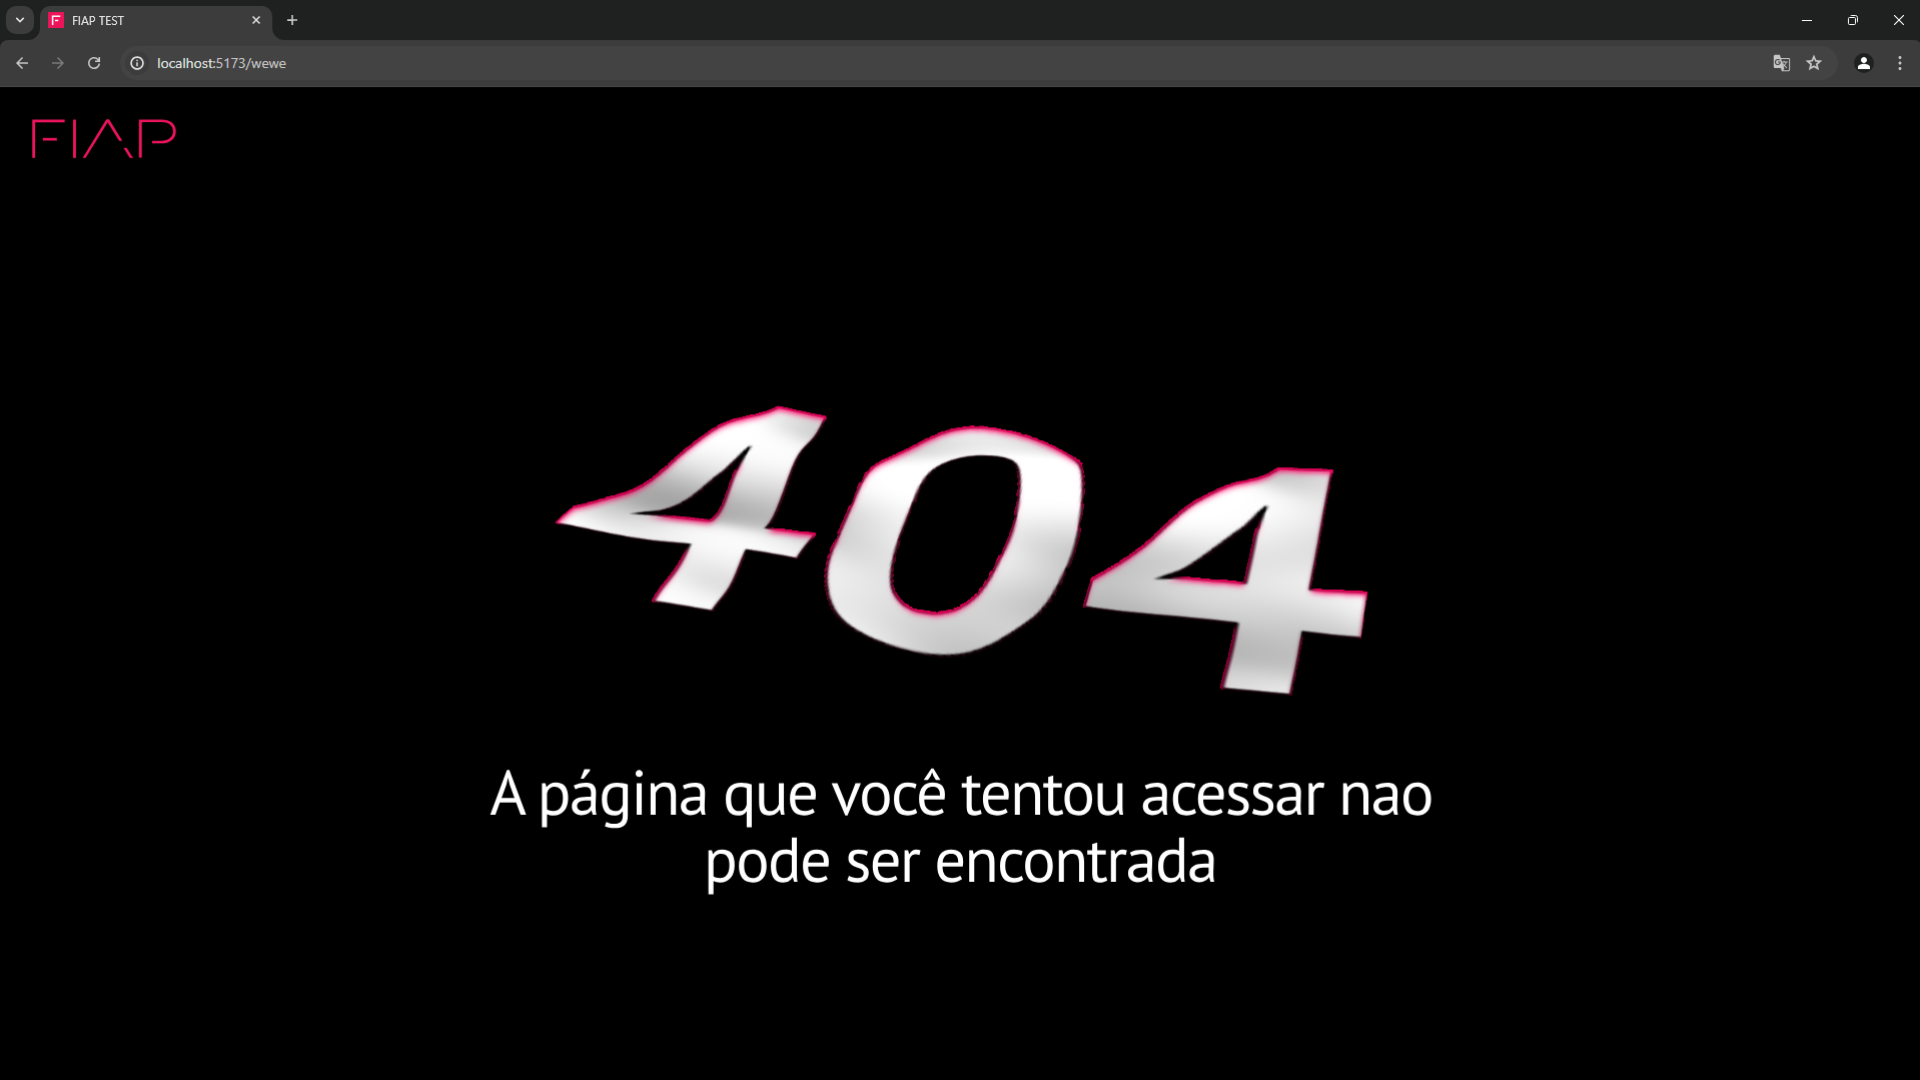 FIAP TEST
localhost:5173/wewe
FIAP
404
A página que você tentou acessar nao
pode ser encontrada